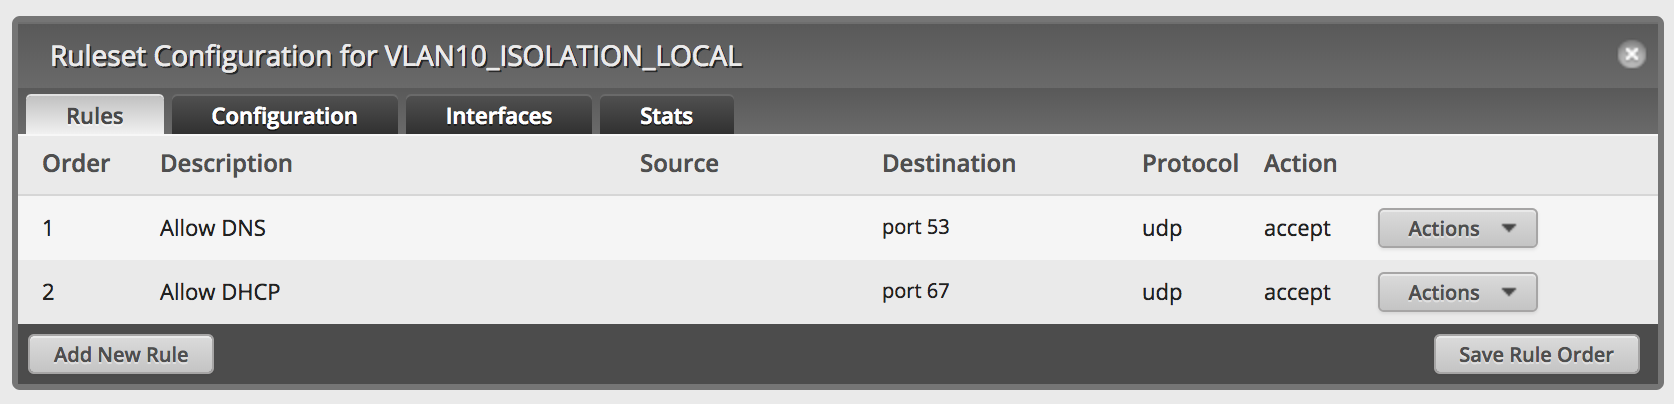 Ruleset Configuration for VLAN10_ISOLATION_LOCAL
Rules Configuration Interfaces Stats
Order Description Source Destination Protocol Action
1 Allow DNS port 53 udp accept Actions
2 Allow DHCP port 67 udp accept Actions
Add New Rule Save Rule Order